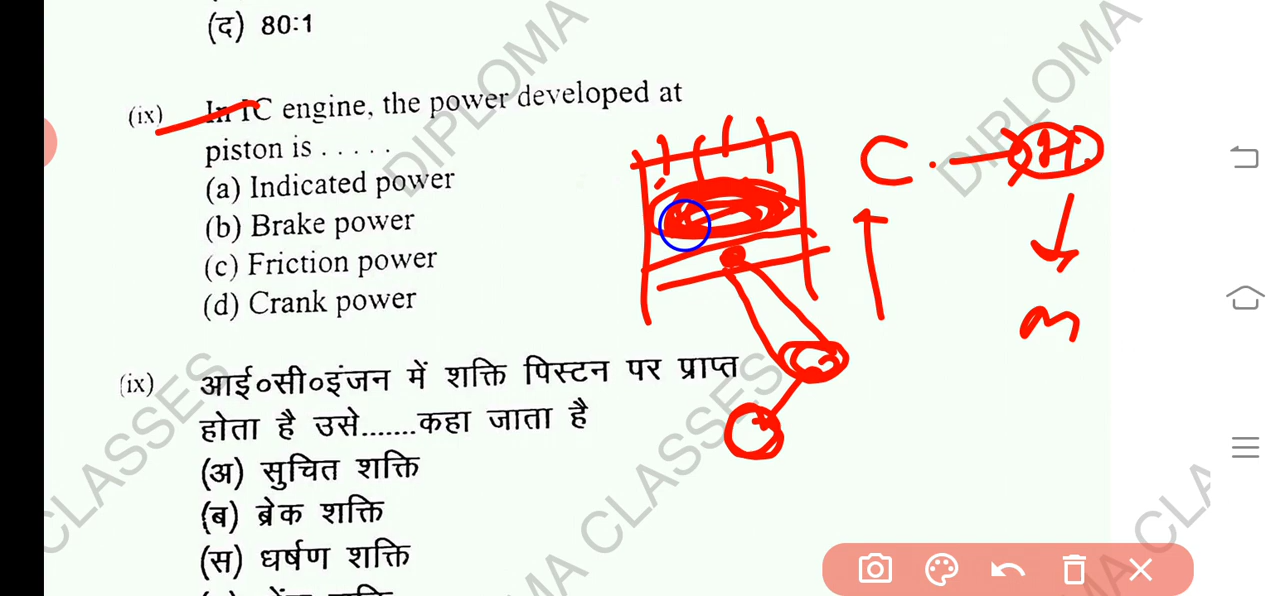 (द) 80:1
(ix) In IC engine, the power developed at
piston is . . . . .
(a) Indicated power
(b) Brake power
(c) Friction power
(d) Crank power
(ix) आई०सी०इंजन में शक्ति पिस्टन पर प्राप्त
होता है उसे.......कहा जाता है
(अ) सुचित शक्ति
(ब) ब्रेक शक्ति
(स) घर्षण शक्ति
C.
m
DIPLOMA
DIPLOMA
CLASSES
CLASSES